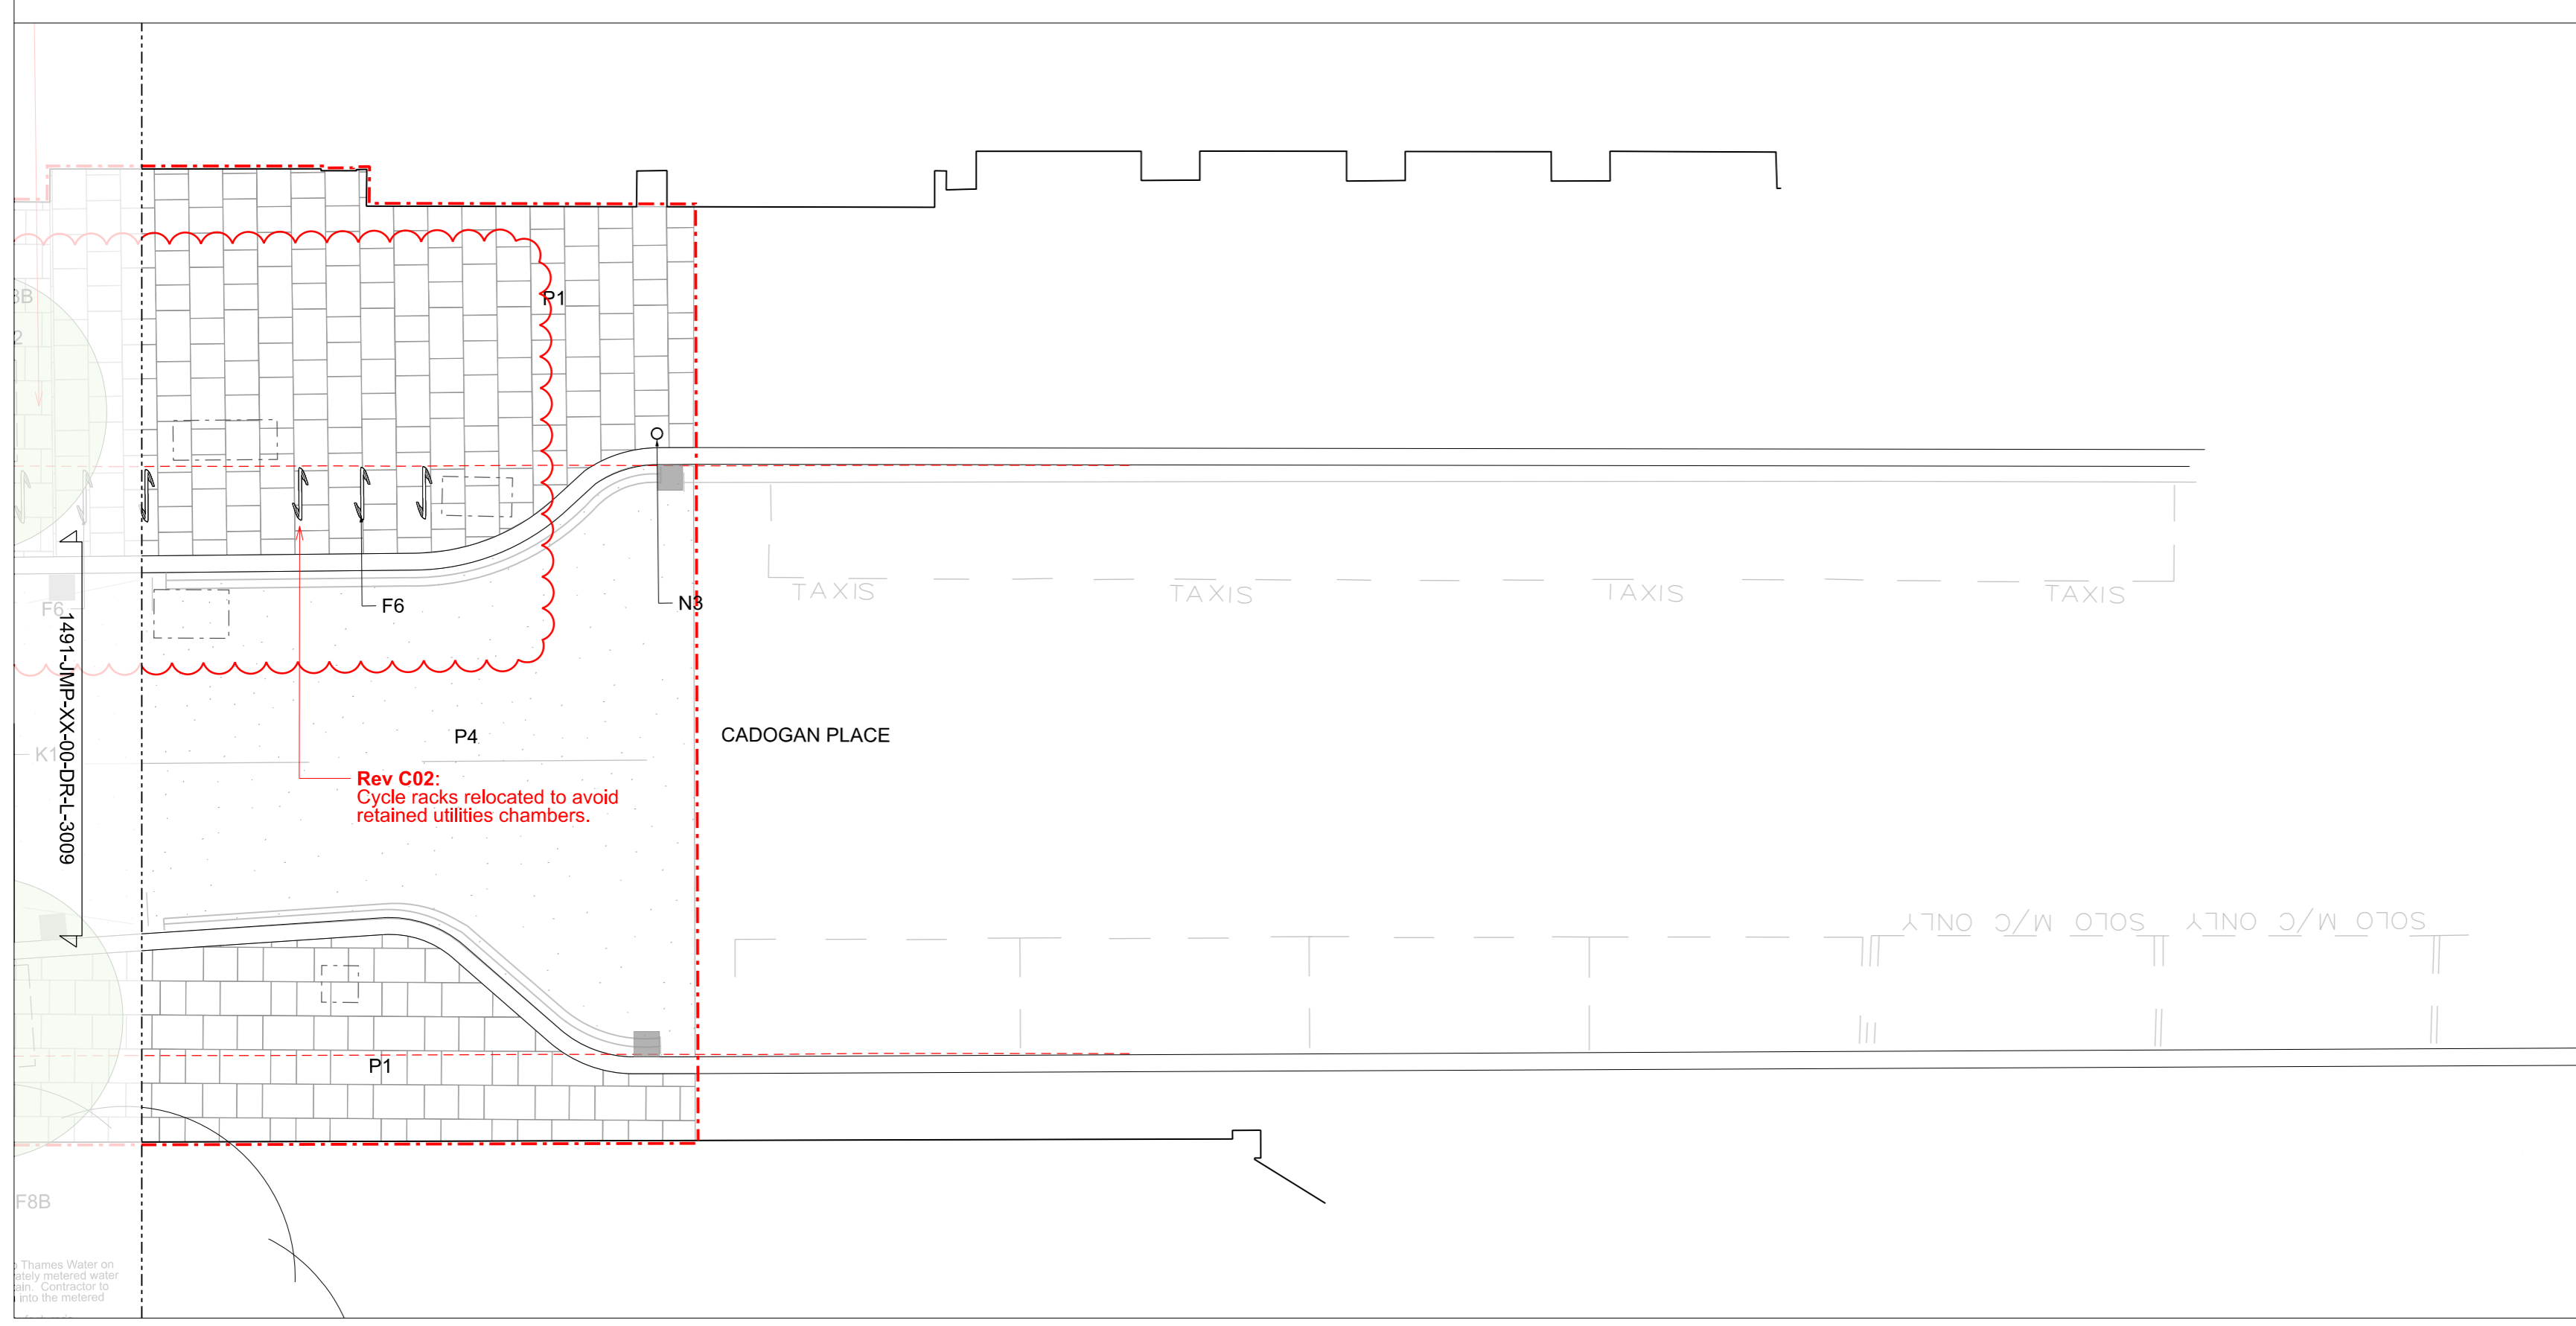 P1
F6
N3
F6
TAXIS
TAXIS
TAXIS
TAXIS
1491-JMP-XX-00-DR-L-3009
K1
P4
CADOGAN PLACE
Rev C02:
Cycle racks relocated to avoid
retained utilities chambers.
SOLO M/C ONLY
SOLO M/C ONLY
P1
F8B
Thames Water on
metered water
Contractor to
into the metered